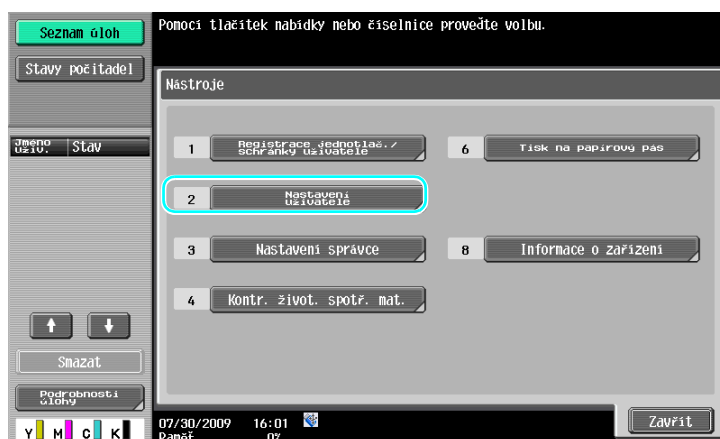 Seznam úloh
Pomocí tlačítek nabídky nebo číselnice proveďte volbu.
Stavy počitadel
Nástroje
Jméno
uživ.
Stav
1
Registrace jednotlač./
schránky uživatele
6
Tisk na papírový pás
2
Nastavení
uživatele
3
Nastavení správce
8
Informace o zařízení
4
Kontr. život. spotř. mat.
Smazat
Podrobnosti
úlohy
07/30/2009 16:01
Zavřít
Y M C K
Paměť 0%